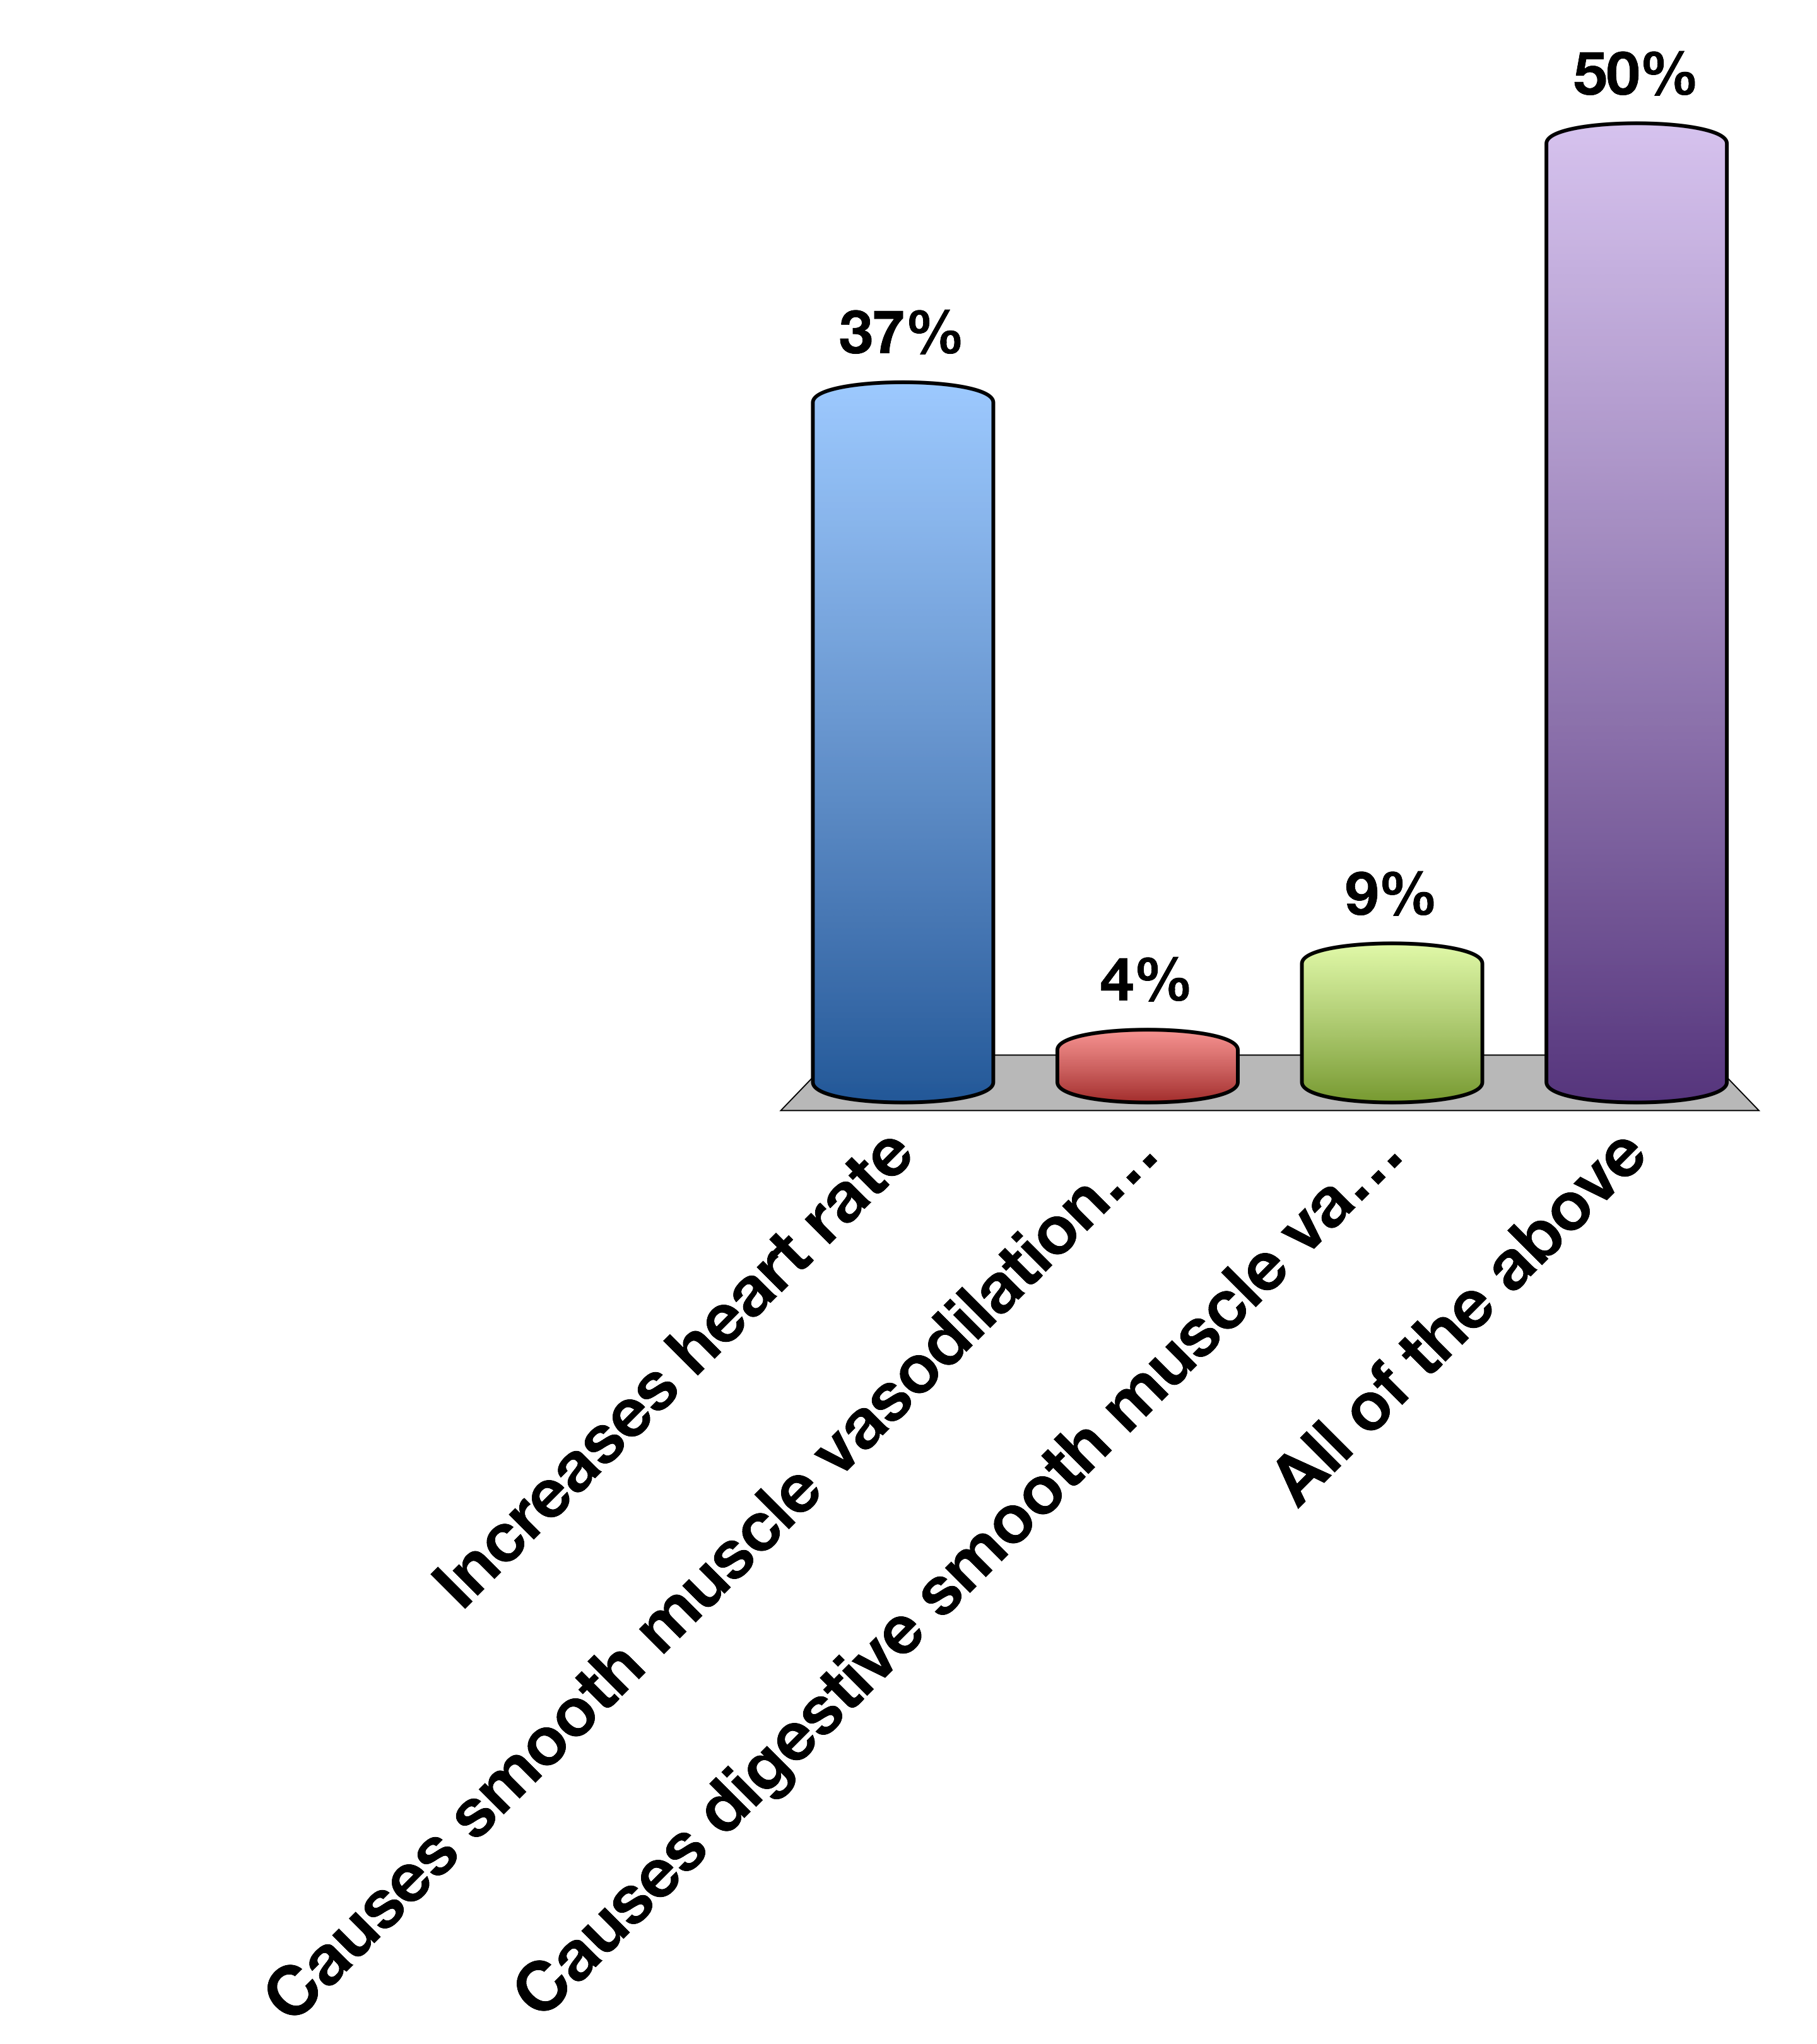 50%
37%
9%
4%
Increases heart rate
Causes smooth muscle vasodilation...
Causes digestive smooth muscle va...
All of the above